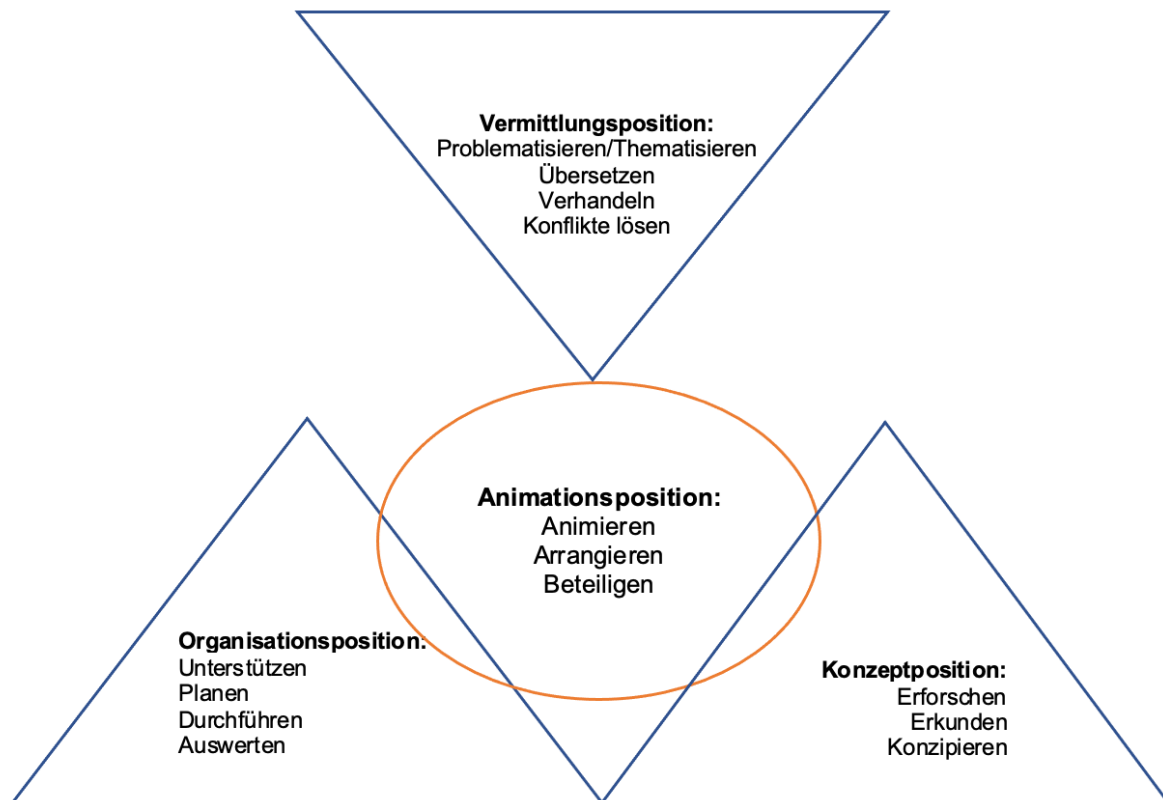 Vermittlungsposition:
Problematisieren/Thematisieren
Übersetzen
Verhandeln
Konflikte lösen
Animationsposition:
Animieren
Arrangieren
Beteiligen
Organisationsposition:
Unterstützen
Planen
Durchführen
Auswerten
Konzeptposition:
Erforschen
Erkunden
Konzipieren